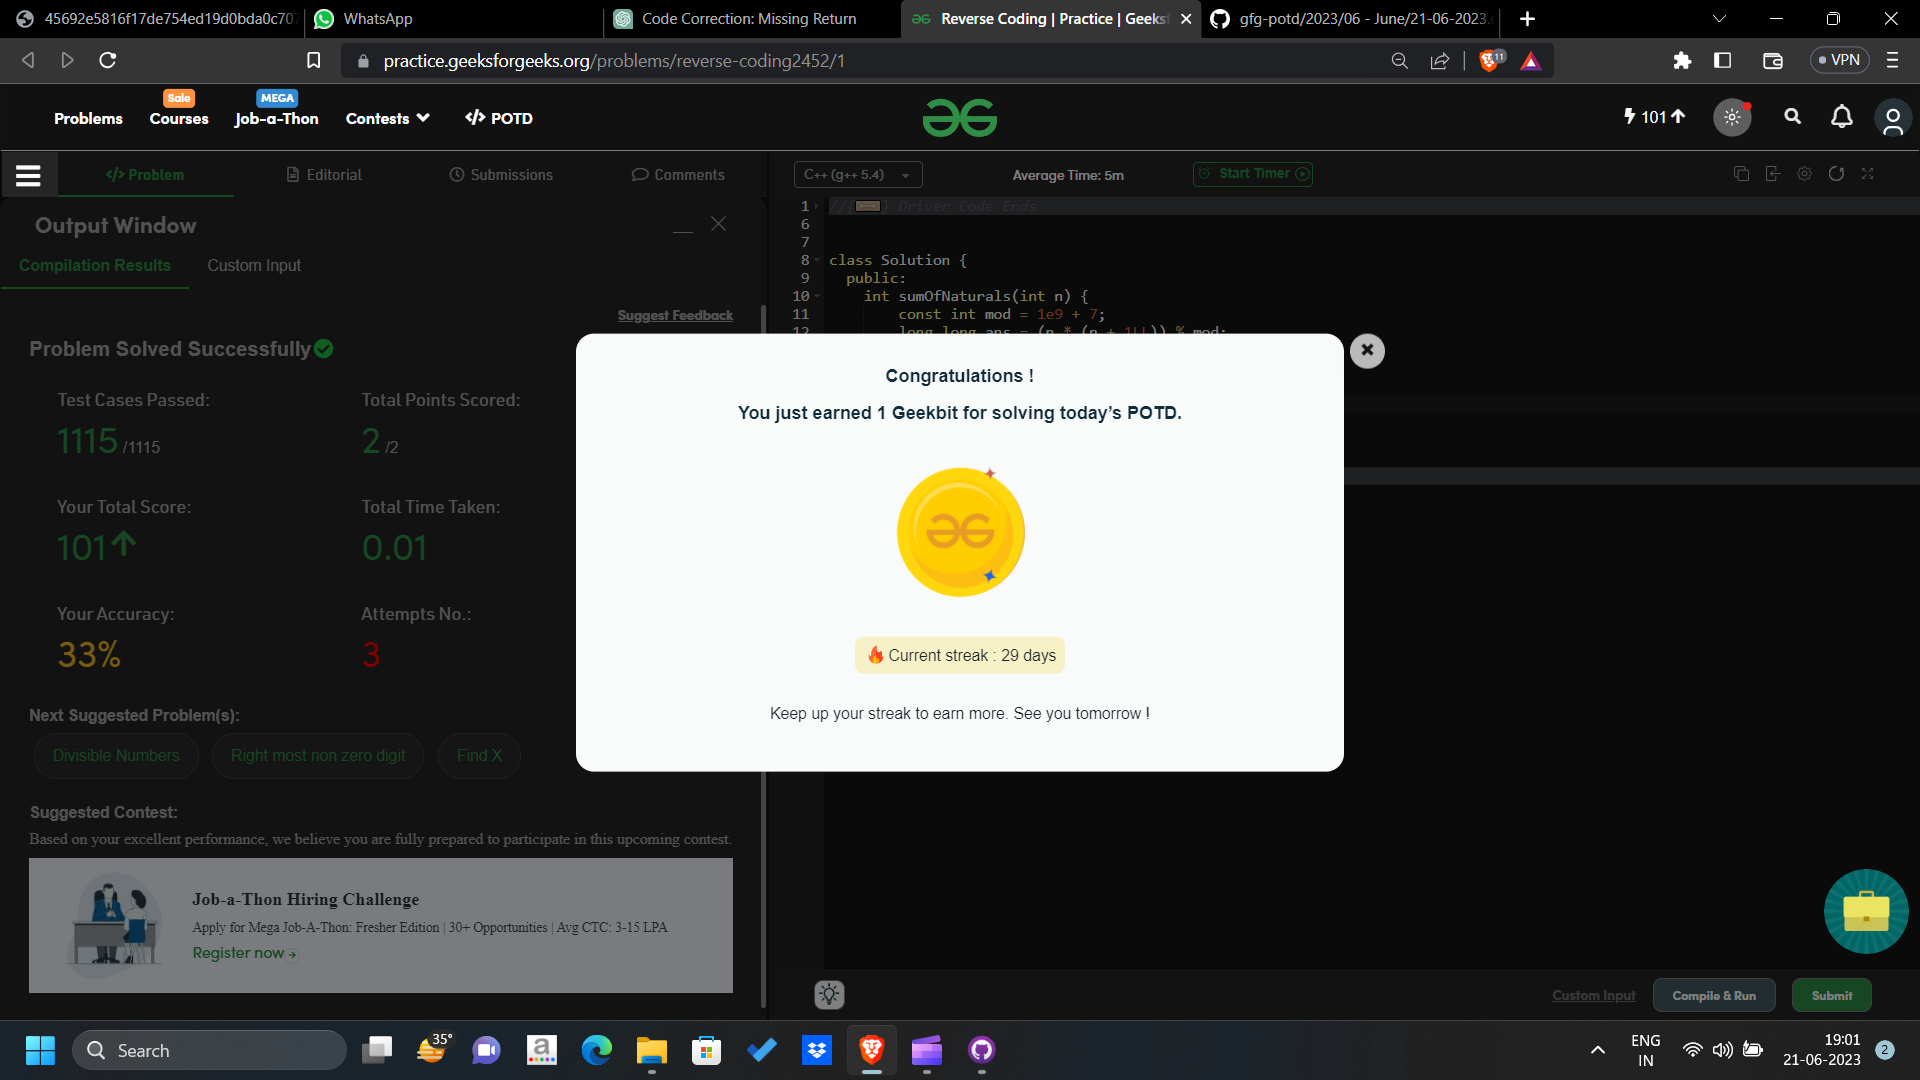 45692e5816f17de754ed19d0bda0c707
WhatsApp
Code Correction: Missing Return
Reverse Coding | Practice | Geeks
gfg-potd/2023/06 - June/21-06-2023.
practice.geeksforgeeks.org/problems/reverse-coding2452/1
11
VPN
Sale
MEGA
Problems
Courses
Job-a-Thon
Contests
</> POTD
101
</> Problem
Editorial
Submissions
Comments
C++ (g++ 5.4)
Average Time: 5m
Start Timer
Output Window
Compilation Results
Custom Input
Suggest Feedback
Problem Solved Successfully
Test Cases Passed:
Total Points Scored:
1115 /1115
2 /2
Your Total Score:
Total Time Taken:
101
0.01
Your Accuracy:
Attempts No.:
33%
3
Next Suggested Problem(s):
Divisible Numbers
Right most non zero digit
Find X
Suggested Contest:
Based on your excellent performance, we believe you are fully prepared to participate in this upcoming contest.
Job-a-Thon Hiring Challenge
Apply for Mega Job-A-Thon: Fresher Edition | 30+ Opportunities | Avg CTC: 3-15 LPA
Register now →
1 //{ } Driver Code Ends
6
7
8 class Solution {
9 public:
10 int sumOfNaturals(int n) {
11 const int mod = 1e9 + 7;
12 long long ans = (n * (n + 1LL)) % mod;
Congratulations !
You just earned 1 Geekbit for solving today’s POTD.
Current streak : 29 days
Keep up your streak to earn more. See you tomorrow !
Custom Input
Compile & Run
Submit
Search
35°
a
ENG
IN
19:01
21-06-2023
2